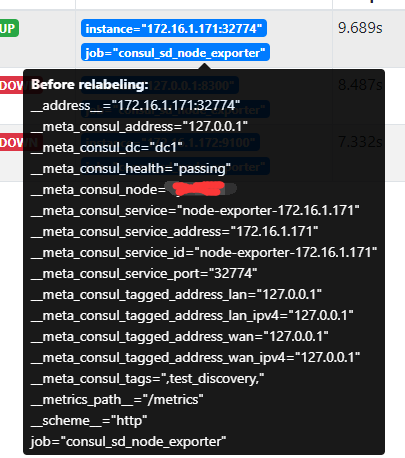 UP
instance="172.16.1.171:32774"
9.689s
job="consul_sd_node_exporter"
Before relabeling:
DOWN
8.487s
__address__="172.16.1.171:32774"
__meta_consul_address="127.0.0.1"
__meta_consul_dc="dc1"
DOWN
7.332s
__meta_consul_health="passing"
__meta_consul_node=
__meta_consul_service="node-exporter-172.16.1.171"
__meta_consul_service_address="172.16.1.171"
__meta_consul_service_id="node-exporter-172.16.1.171"
__meta_consul_service_port="32774"
__meta_consul_tagged_address_lan="127.0.0.1"
__meta_consul_tagged_address_lan_ipv4="127.0.0.1"
__meta_consul_tagged_address_wan="127.0.0.1"
__meta_consul_tagged_address_wan_ipv4="127.0.0.1"
__meta_consul_tags=",test_discovery,"
__metrics_path__="/metrics"
__scheme__="http"
job="consul_sd_node_exporter"